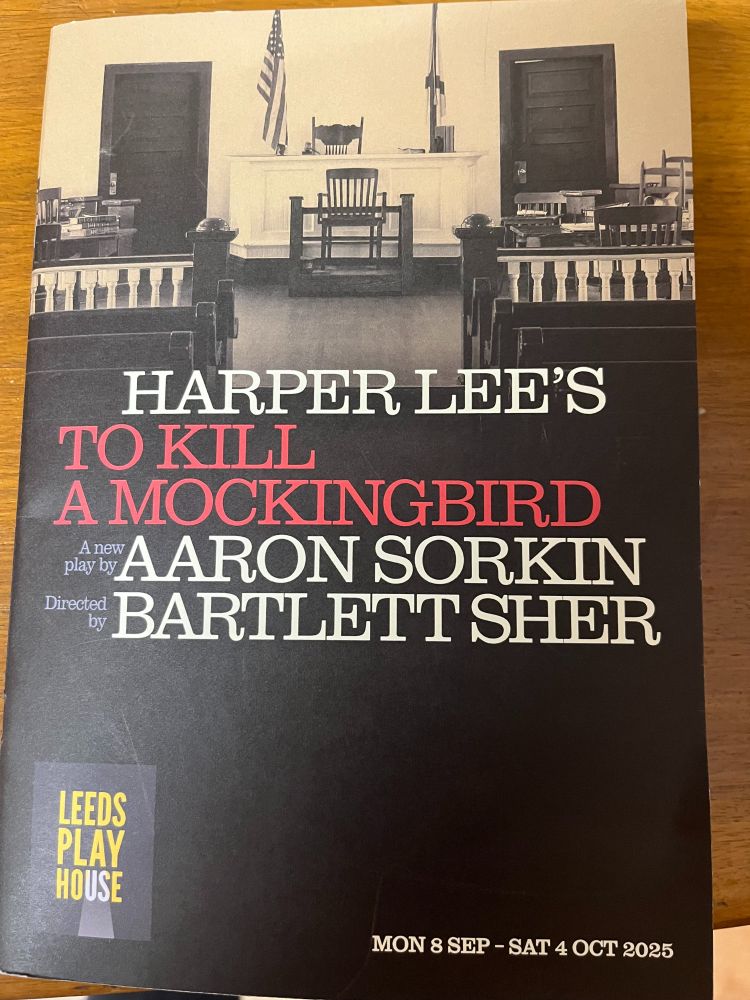 HARPER LEE'S
TO KILL
A MOCKINGBIRD
A new
play by
AARON SORKIN
Directed
by
BARTLETT SHER
LEEDS
PLAY
HOUSE
MON 8 SEP – SAT 4 OCT 2025